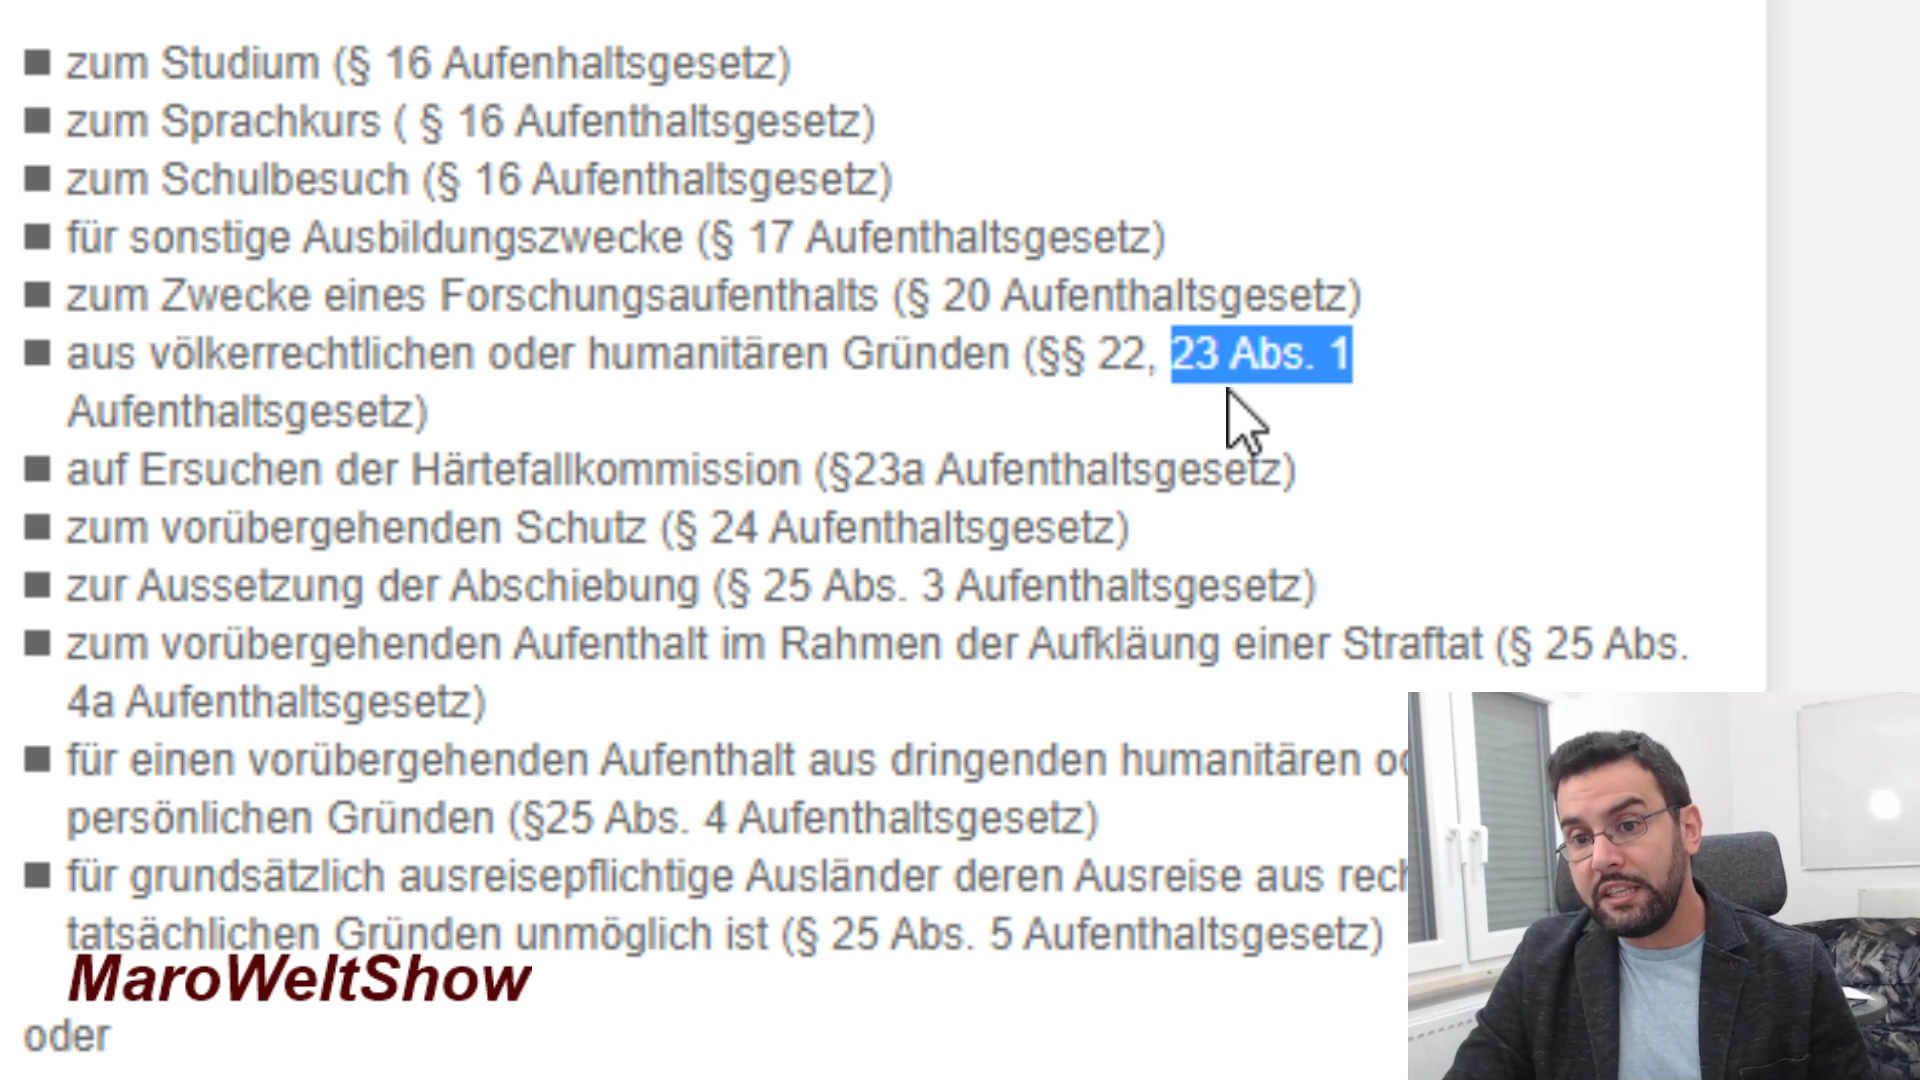 zum Studium (§ 16 Aufenhaltsgesetz)
zum Sprachkurs ( § 16 Aufenthaltsgesetz)
zum Schulbesuch (§ 16 Aufenthaltsgesetz)
für sonstige Ausbildungszwecke (§ 17 Aufenthaltsgesetz)
zum Zwecke eines Forschungsaufenthalts (§ 20 Aufenthaltsgesetz)
aus völkerrechtlichen oder humanitären Gründen (§§ 22, 23 Abs. 1
Aufenthaltsgesetz)
auf Ersuchen der Härtefallkommission (§23a Aufenthaltsgesetz)
zum vorübergehenden Schutz (§ 24 Aufenthaltsgesetz)
zur Aussetzung der Abschiebung (§ 25 Abs. 3 Aufenthaltsgesetz)
zum vorübergehenden Aufenthalt im Rahmen der Aufkläung einer Straftat (§ 25 Abs.
4a Aufenthaltsgesetz)
für einen vorübergehenden Aufenthalt aus dringenden humanitären
persönlichen Gründen (§25 Abs. 4 Aufenthaltsgesetz)
für grundsätzlich ausreisepflichtige Ausländer deren Ausreise aus
tatsächlichen Gründen unmöglich ist (§ 25 Abs. 5 Aufenthaltsgesetz)
MaroWeltShow
oder